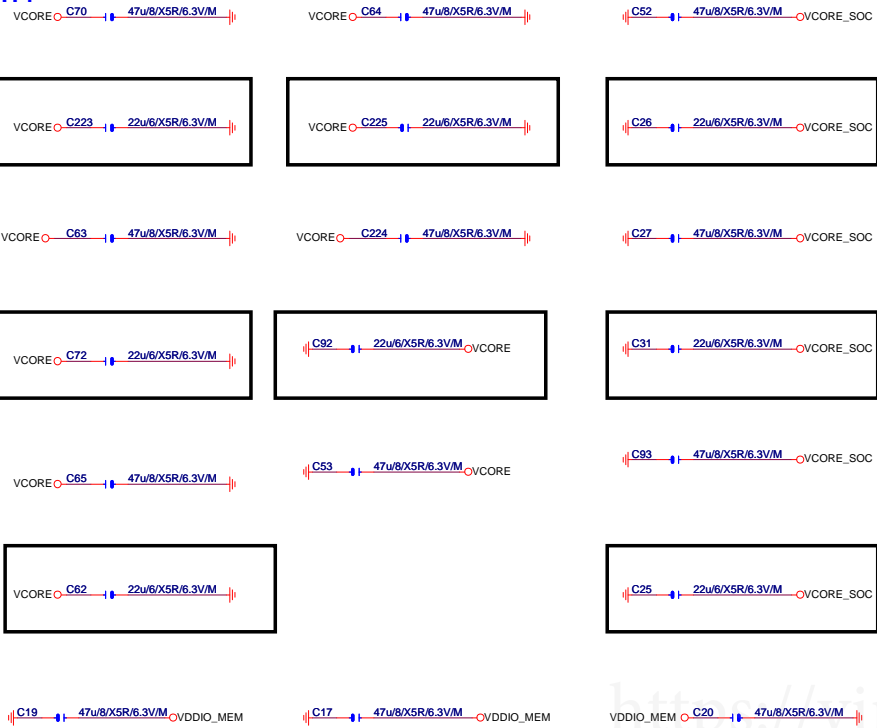 VCORE C70 47u/8/X5R/6.3V/M VCORE C64 47u/8/X5R/6.3V/M C52 47u/8/X5R/6.3V/M VCORE_SOC
VCORE C223 22u/6/X5R/6.3V/M VCORE C225 22u/6/X5R/6.3V/M C26 22u/6/X5R/6.3V/M VCORE_SOC
VCORE C63 47u/8/X5R/6.3V/M VCORE C224 47u/8/X5R/6.3V/M C27 47u/8/X5R/6.3V/M VCORE_SOC
VCORE C72 22u/6/X5R/6.3V/M C92 22u/6/X5R/6.3V/M VCORE C31 22u/6/X5R/6.3V/M VCORE_SOC
VCORE C65 47u/8/X5R/6.3V/M C53 47u/8/X5R/6.3V/M VCORE C93 47u/8/X5R/6.3V/M VCORE_SOC
VCORE C62 22u/6/X5R/6.3V/M C25 22u/6/X5R/6.3V/M VCORE_SOC
C19 47u/8/X5R/6.3V/M VDDIO_MEM C17 47u/8/X5R/6.3V/M VDDIO_MEM VDDIO_MEM C20 47u/8/X5R/6.3V/M